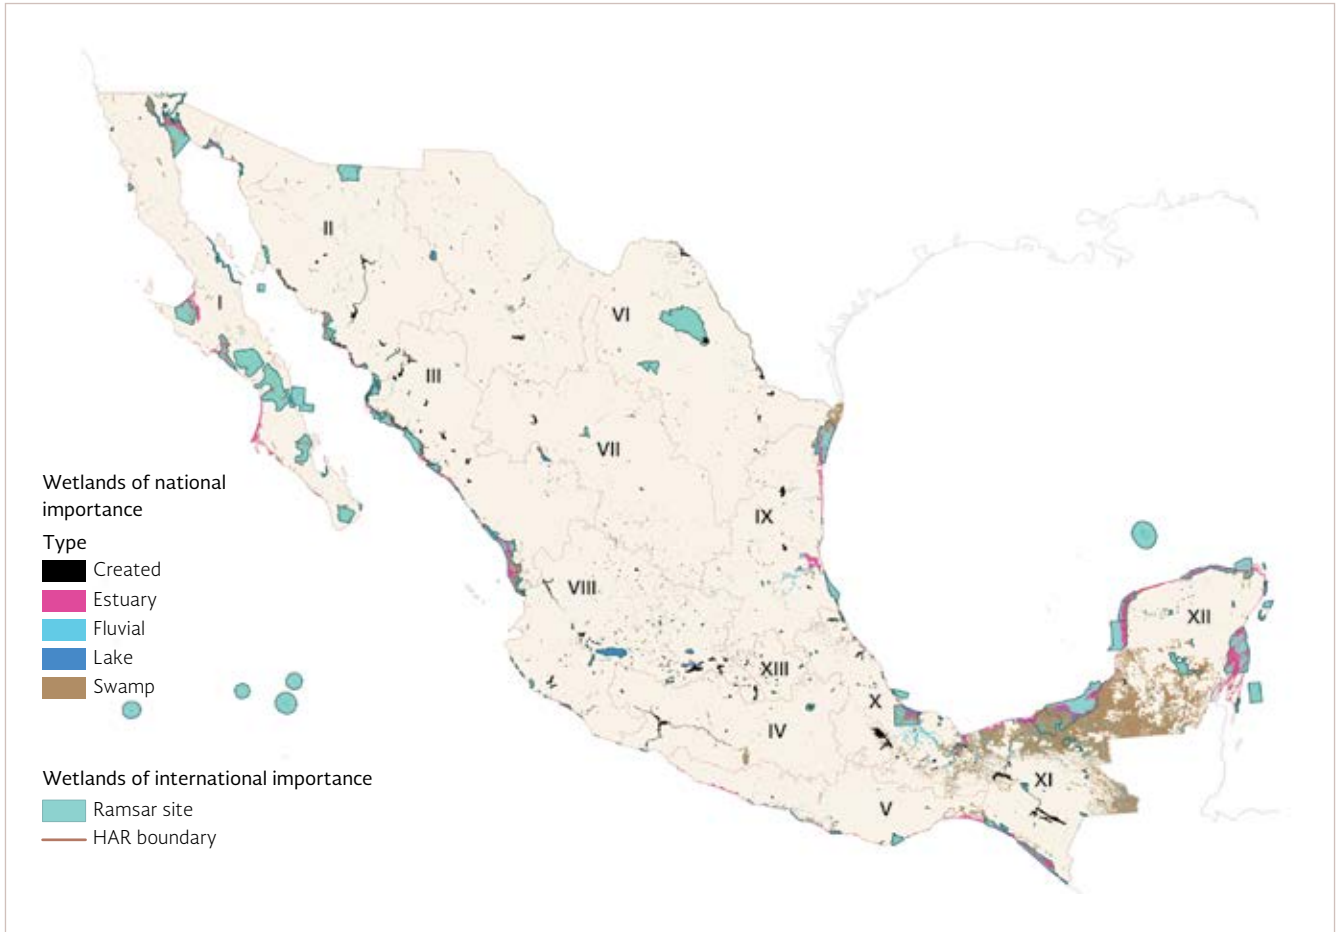 II
I
VI
III
VII
IX
VIII
XII
XIII
X
IV
XI
V
Wetlands of national
importance
Type
Created
Estuary
Fluvial
Lake
Swamp
Wetlands of international importance
Ramsar site
HAR boundary